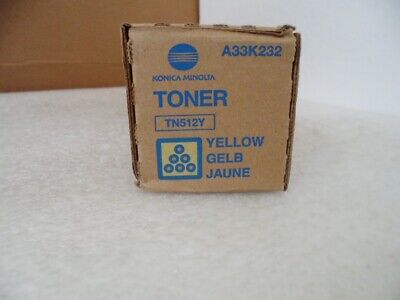 A33K232
KONICA MINOLTA
TONER
TN512Y
YELLOW
GELB
JAUNE